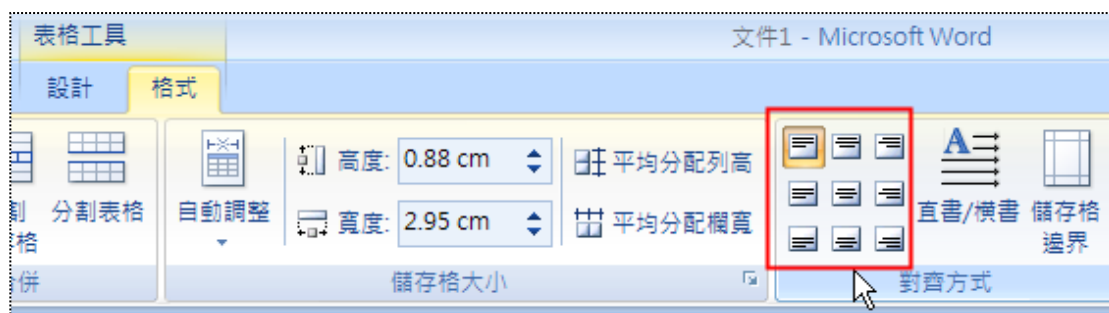 表格工具
文件1 - Microsoft Word
設計 格式
高度: 0.88 cm 平均分配列高
分割表格 自動調整 寬度: 2.95 cm 平均分配欄寬 直書/橫書 儲存格
格 邊界
併 儲存格大小 對齊方式